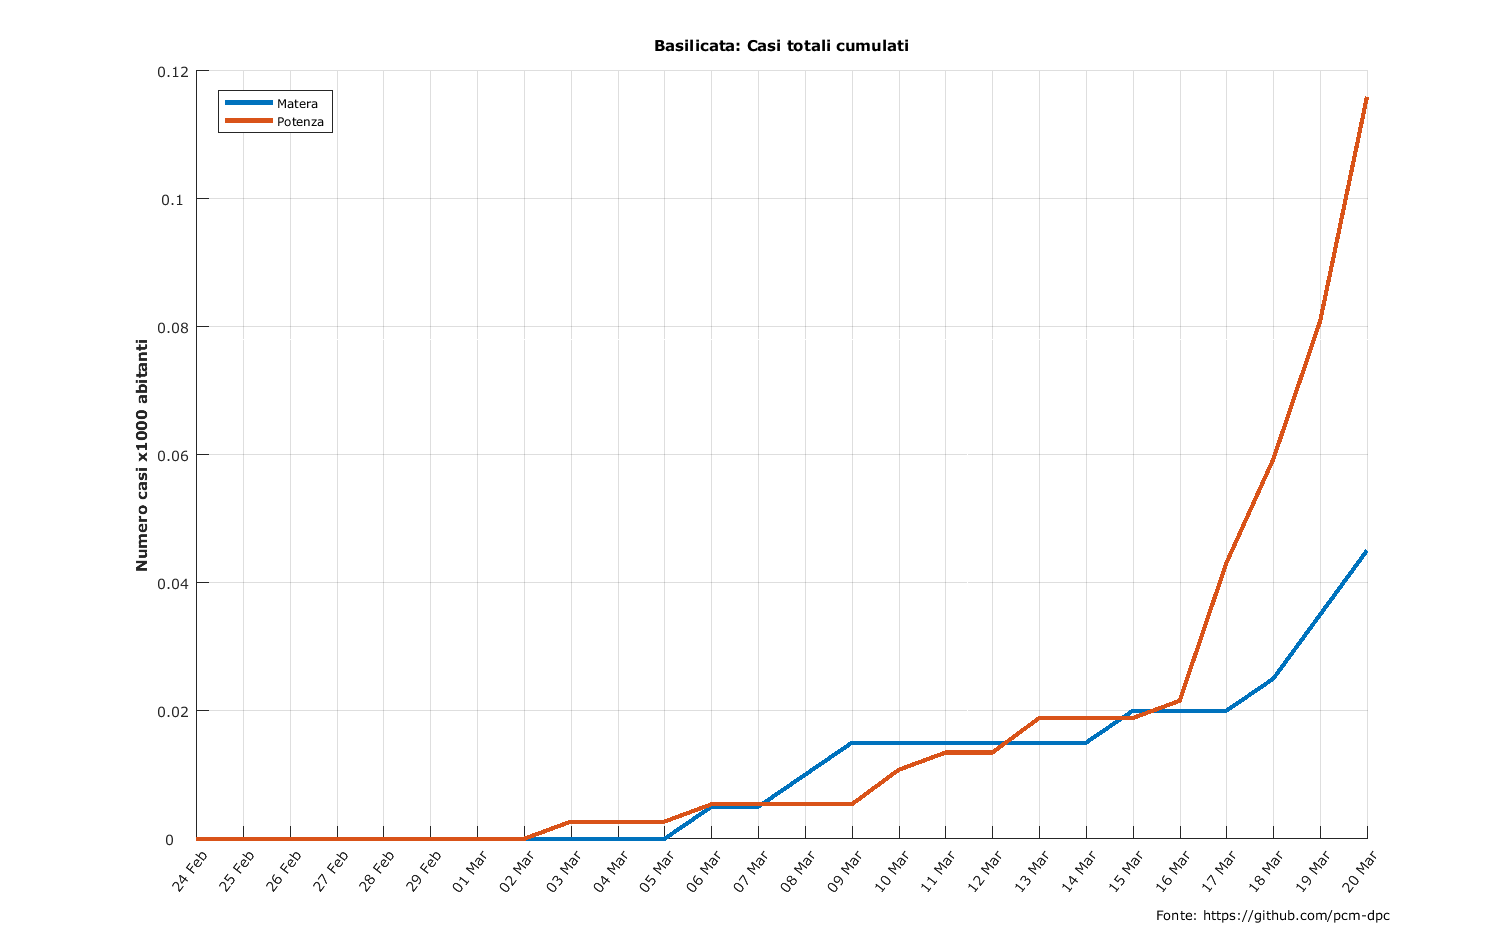 Basilicata: Casi totali cumulati
Matera
Potenza
Numero casi x1000 abitanti
0.12
0.1
0.08
0.06
0.04
0.02
0
24 Feb
25 Feb
26 Feb
27 Feb
28 Feb
29 Feb
01 Mar
02 Mar
03 Mar
04 Mar
05 Mar
06 Mar
07 Mar
08 Mar
09 Mar
10 Mar
11 Mar
12 Mar
13 Mar
14 Mar
15 Mar
16 Mar
17 Mar
18 Mar
19 Mar
20 Mar
Fonte: https://github.com/pcm-dpc